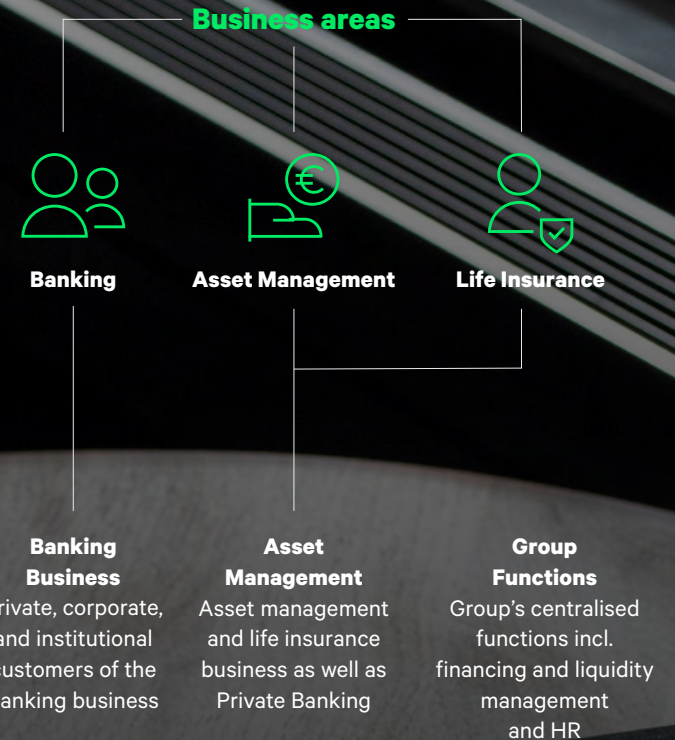 Business areas
€
Banking
Asset Management
Life Insurance
Banking
Business
rivate, corporate,
and institutional
customers of the
anking business
Asset
Management
Asset management
and life insurance
business as well as
Private Banking
Group
Functions
Group's centralised
functions incl.
financing and liquidity
management
and HR